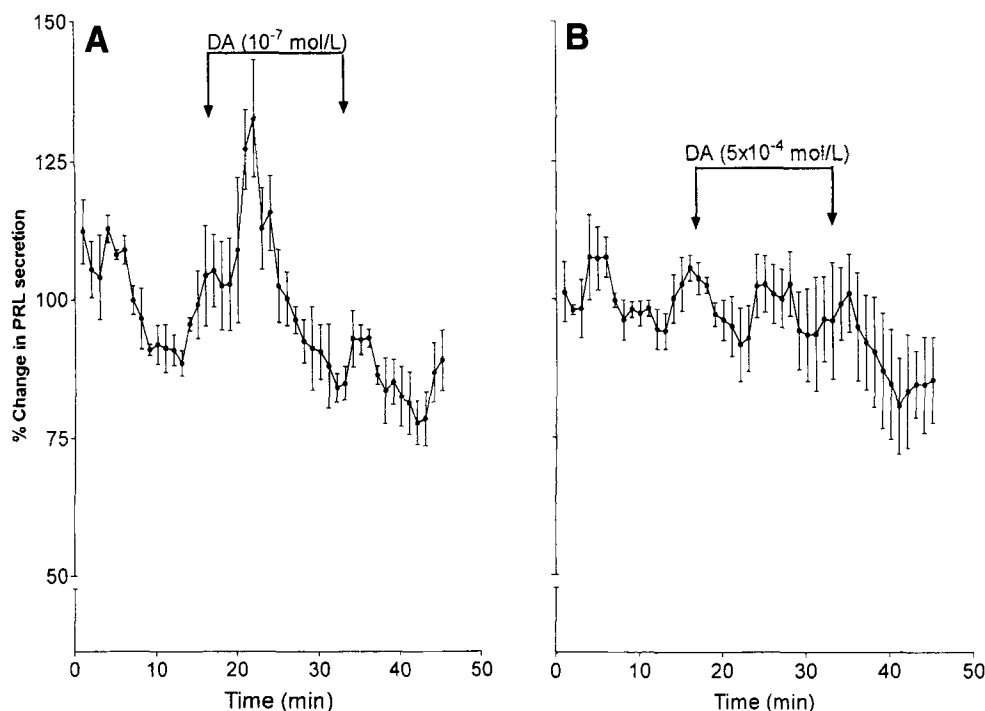 150
A
DA (10⁻⁷ mol/L)
B
125
DA (5x10⁻⁴ mol/L)
% Change in PRL secretion
100
75
50
0 10 20 30 40 50
0 10 20 30 40 50
Time (min)
Time (min)